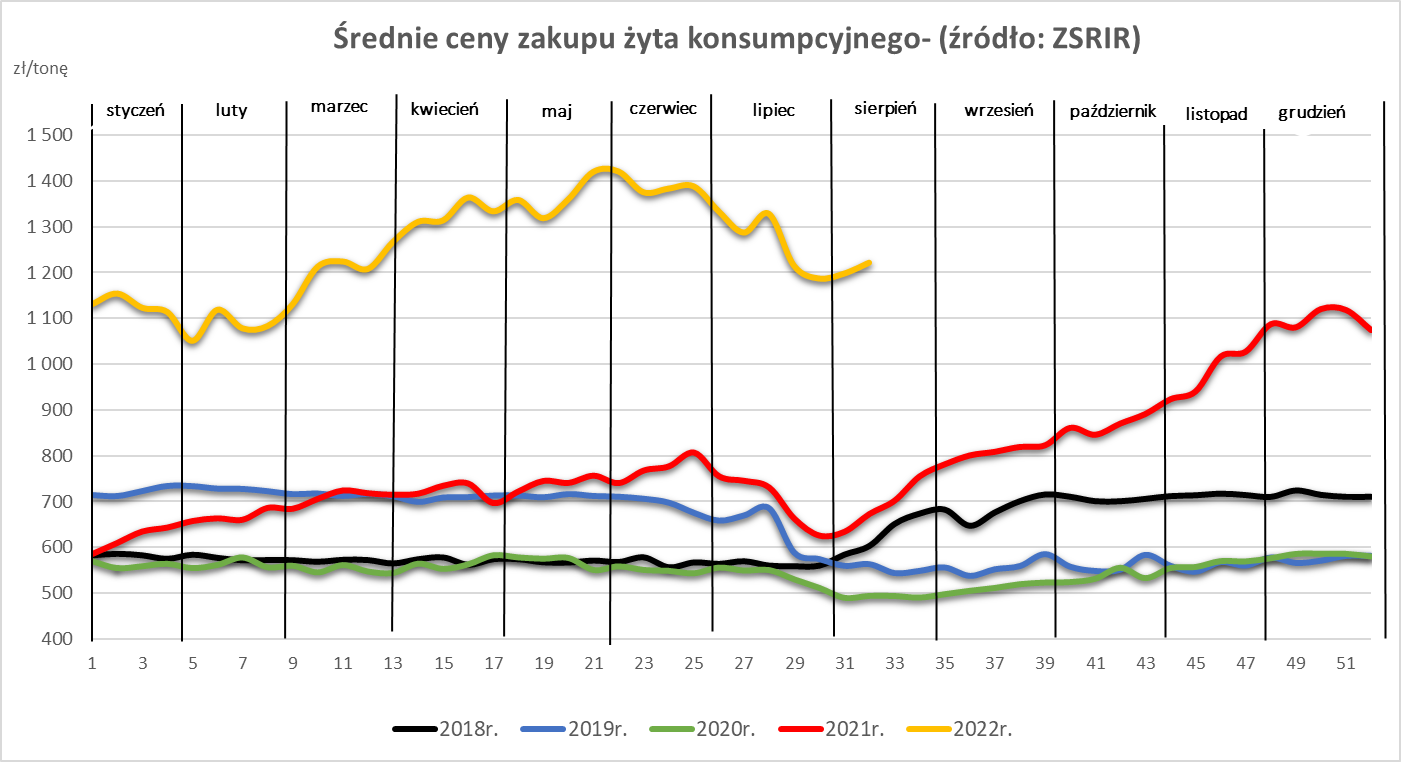 Średnie ceny zakupu żyta konsumpcyjnego- (źródło: ZSRIR)
zł/tonę
styczeń luty marzec kwiecień maj czerwiec lipiec sierpień wrzesień październik listopad grudzień
1 500
1 400
1 300
1 200
1 100
1 000
900
800
700
600
500
400
1 3 5 7 9 11 13 15 17 19 21 23 25 27 29 31 33 35 37 39 41 43 45 47 49 51
2018r. 2019r. 2020r. 2021r. 2022r.